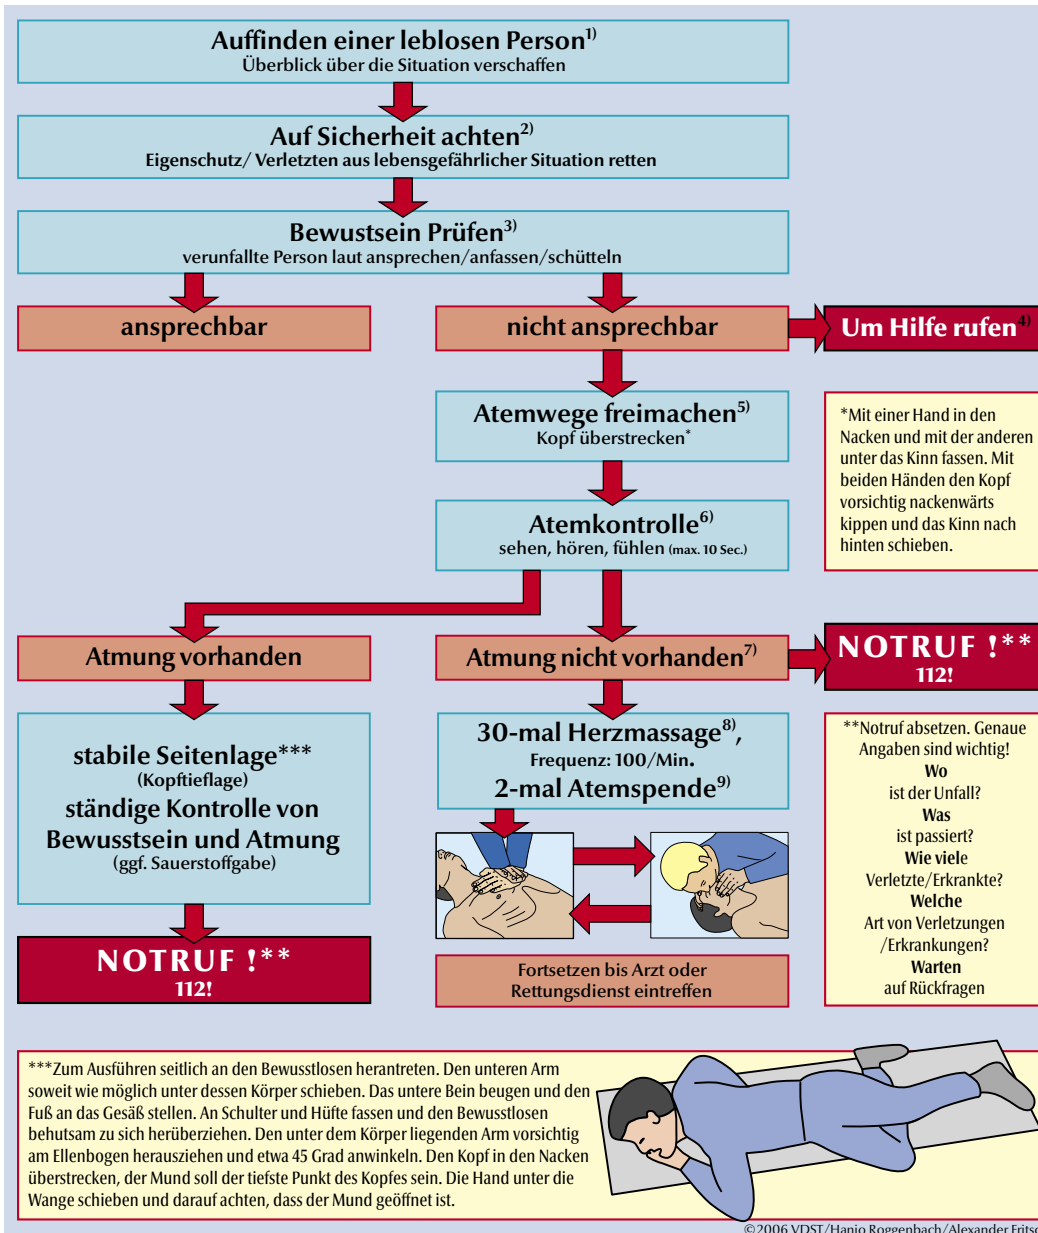 Auffinden einer leblosen Person1)
Überblick über die Situation verschaffen
Auf Sicherheit achten2)
Eigenschutz/ Verletzten aus lebensgefährlicher Situation retten
Bewustsein Prüfen3)
verunfallte Person laut ansprechen/anfassen/schütteln
ansprechbar
nicht ansprechbar
Um Hilfe rufen4)
Atemwege freimachen5)
Kopf überstrecken*
*Mit einer Hand in den
Nacken und mit der anderen
unter das Kinn fassen. Mit
beiden Händen den Kopf
vorsichtig nackenwärts
kippen und das Kinn nach
hinten schieben.
Atemkontrolle6)
sehen, hören, fühlen (max. 10 Sec.)
Atmung vorhanden
Atmung nicht vorhanden7)
NOTRUF !**
112!
stabile Seitenlage***
(Kopftieflage)
ständige Kontrolle von
Bewusstsein und Atmung
(ggf. Sauerstoffgabe)
NOTRUF !**
112!
30-mal Herzmassage8),
Frequenz: 100/Min.
2-mal Atemspende9)
Fortsetzen bis Arzt oder
Rettungsdienst eintreffen
**Notruf absetzen. Genaue
Angaben sind wichtig!
Wo
ist der Unfall?
Was
ist passiert?
Wie viele
Verletzte/Erkrankte?
Welche
Art von Verletzungen
/Erkrankungen?
Warten
auf Rückfragen
***Zum Ausführen seitlich an den Bewusstlosen herantreten. Den unteren Arm
soweit wie möglich unter dessen Körper schieben. Das untere Bein beugen und den
Fuß an das Gesäß stellen. An Schulter und Hüfte fassen und den Bewusstlosen
behutsam zu sich herüberziehen. Den unter dem Körper liegenden Arm vorsichtig
am Ellenbogen herausziehen und etwa 45 Grad anwinkeln. Den Kopf in den Nacken
überstrecken, der Mund soll der tiefste Punkt des Kopfes sein. Die Hand unter die
Wange schieben und darauf achten, dass der Mund geöffnet ist.
©2006 VDST/Hanjo Roggenbach/Alexander